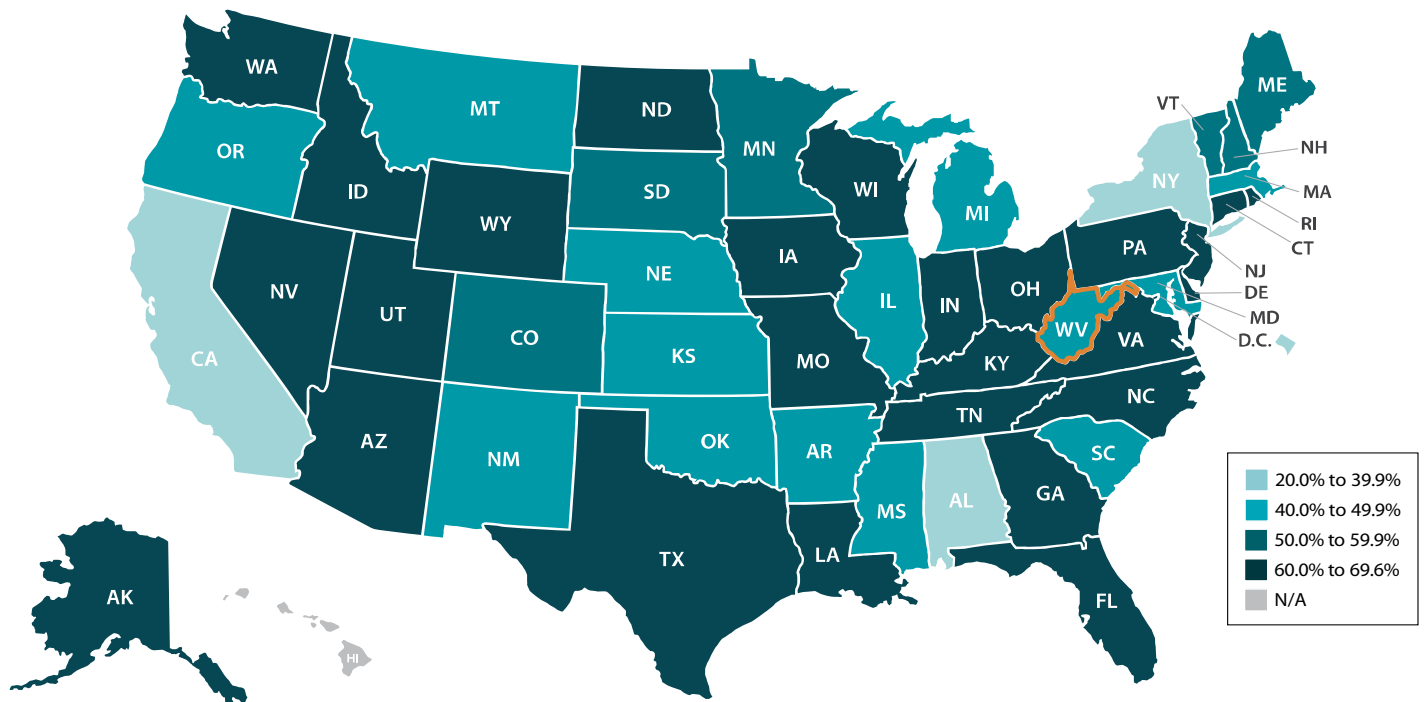 WA
MT
ND
MN
ME
VT
NH
OR
ID
SD
WI
NY
MA
MI
RI
WY
CT
IA
PA
NE
NJ
NV
OH
DE
UT
IL
IN
MD
CO
WV
D.C.
CA
KS
VA
MO
KY
NC
TN
AZ
OK
NM
AR
SC
GA
AL
MS
TX
LA
AK
FL
HI
20.0% to 39.9%
40.0% to 49.9%
50.0% to 59.9%
60.0% to 69.6%
N/A